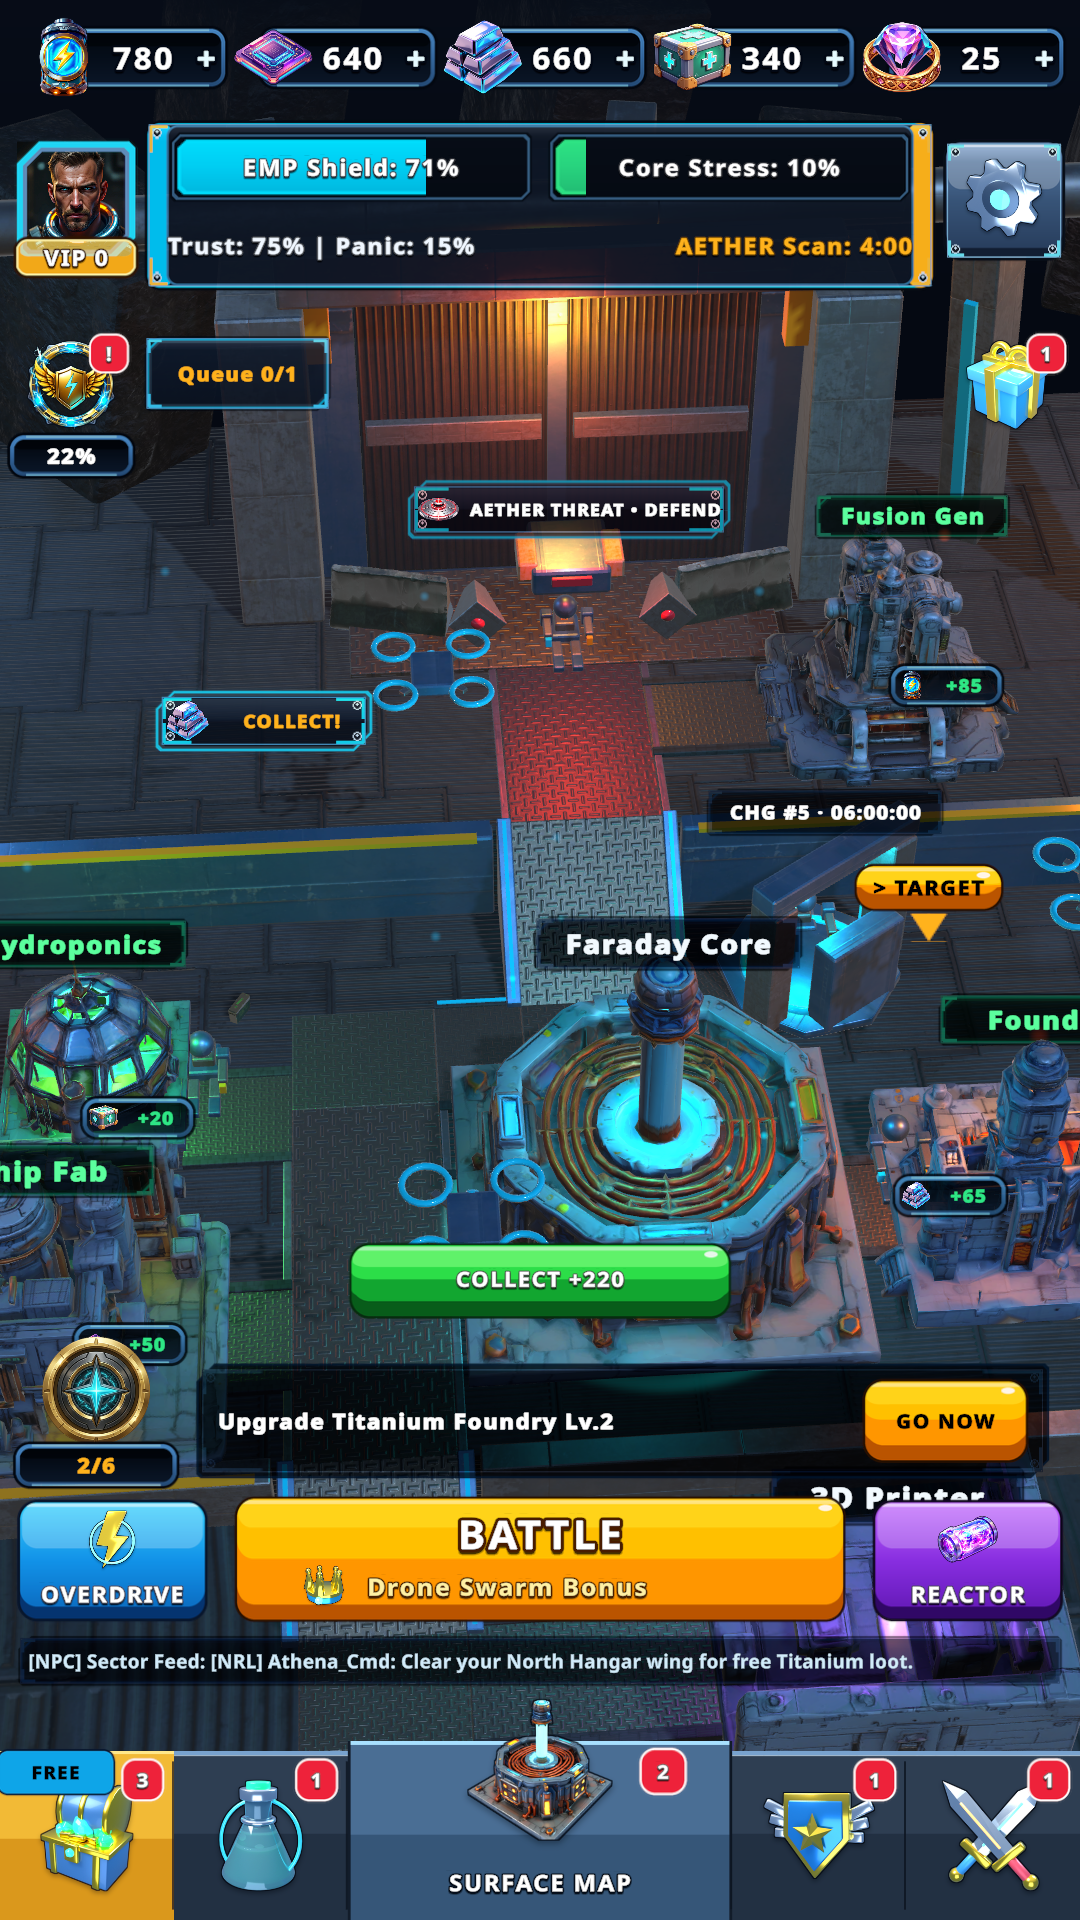 780 + 640 + 660 + 340 + 25 +
EMP Shield: 71%
Core Stress: 10%
VIP 0
Trust: 75% | Panic: 15%
AETHER Scan: 4:00
!
Queue 0/1
1
22%
AETHER THREAT • DEFEND
Fusion Gen
+85
COLLECT!
CHG #5 · 06:00:00
> TARGET
ydroponics
Faraday Core
Found
+20
hip Fab
+65
COLLECT +220
+50
Upgrade Titanium Foundry Lv.2
GO NOW
2/6
3D Printer
OVERDRIVE
BATTLE
Drone Swarm Bonus
REACTOR
[NPC] Sector Feed: [NRL] Athena_Cmd: Clear your North Hangar wing for free Titanium loot.
FREE
3
1
2
1
1
SURFACE MAP